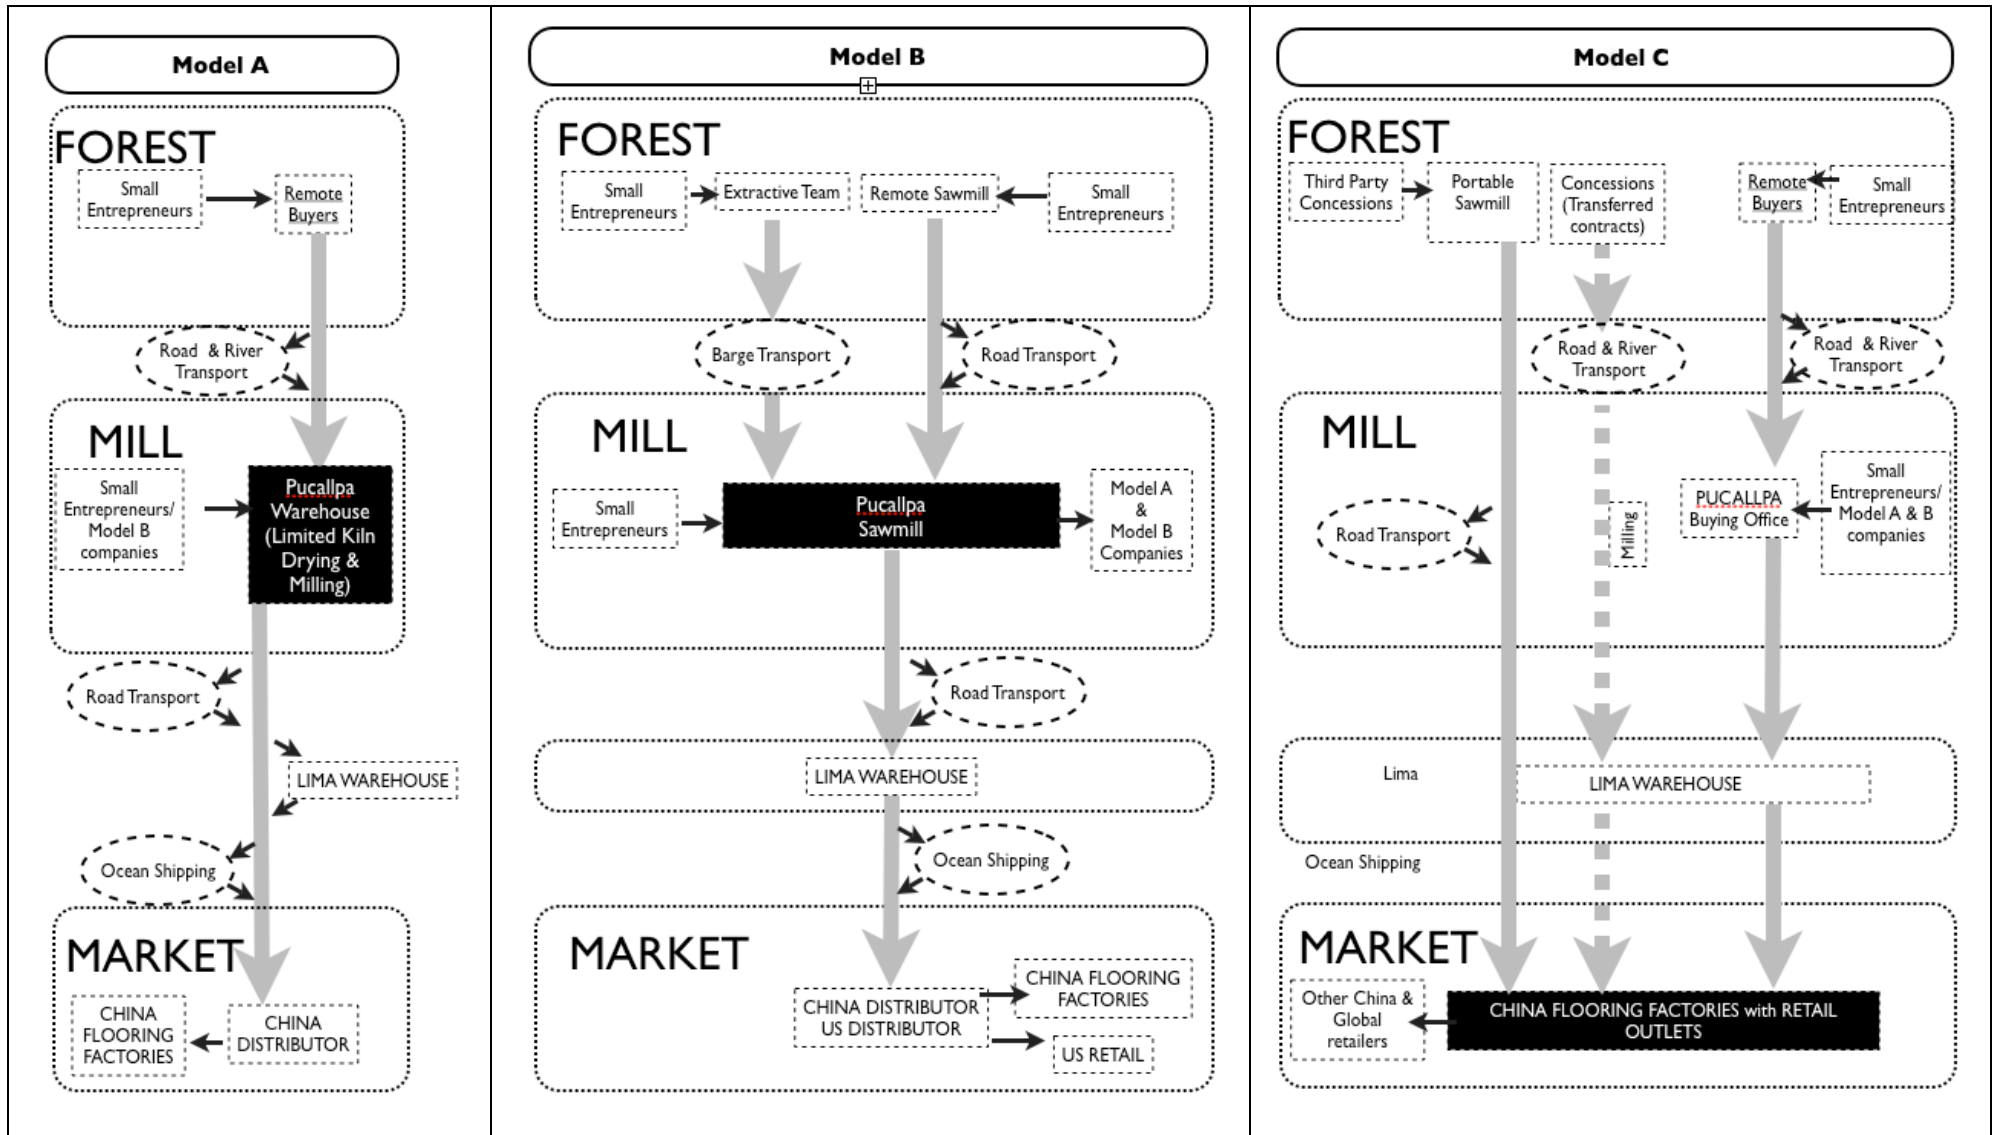 Model A
FOREST
Small
Entrepreneurs
Remote
Buyers
Road & River
Transport
MILL
Small
Entrepreneurs/
Model B
companies
Pucallpa
Warehouse
(Limited Kiln
Drying &
Milling)
Road Transport
LIMA WAREHOUSE
Ocean Shipping
MARKET
CHINA
FLOORING
FACTORIES
CHINA
DISTRIBUTOR
Model B
FOREST
Small
Entrepreneurs
Extractive Team
Remote Sawmill
Small
Entrepreneurs
Barge Transport
Road Transport
MILL
Small
Entrepreneurs
Pucallpa
Sawmill
Model A
&
Model B
Companies
Road Transport
LIMA WAREHOUSE
Ocean Shipping
MARKET
CHINA DISTRIBUTOR
US DISTRIBUTOR
CHINA FLOORING
FACTORIES
US RETAIL
Model C
FOREST
Third Party
Concessions
Portable
Sawmill
Concessions
(Transferred
contracts)
Remote
Buyers
Small
Entrepreneurs
Road & River
Transport
Road & River
Transport
MILL
Road Transport
Milling
PUCALLPA
Buying Office
Small
Entrepreneurs/
Model A & B
companies
Lima
LIMA WAREHOUSE
Ocean Shipping
MARKET
Other China &
Global
retailers
CHINA FLOORING FACTORIES with RETAIL
OUTLETS